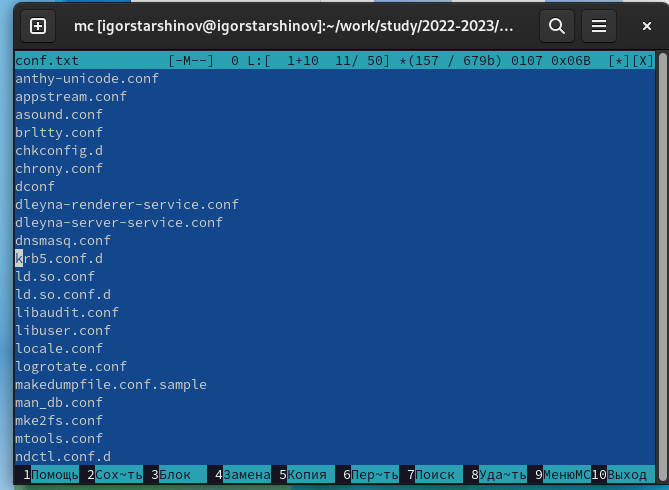 mc [igorstarshinov@igorstarshinov]:~/work/study/2022-2023/...
conf.txt [-M--] 0 L:[ 1+10 11/ 50] *(157 / 679b) 0107 0x06B [*][X]
anthy-unicode.conf
appstream.conf
asound.conf
brltty.conf
chkconfig.d
chrony.conf
dconf
dleyna-renderer-service.conf
dleyna-server-service.conf
dnsmasq.conf
krb5.conf.d
ld.so.conf
ld.so.conf.d
libaudit.conf
libuser.conf
locale.conf
logrotate.conf
makedumpfile.conf.sample
man_db.conf
mke2fs.conf
mtools.conf
ndctl.conf.d
1Помощь 2Сох~ть 3Блок 4Замена 5Копия 6Пер~ть 7Поиск 8Уда~ть 9МенюMC 10Выход